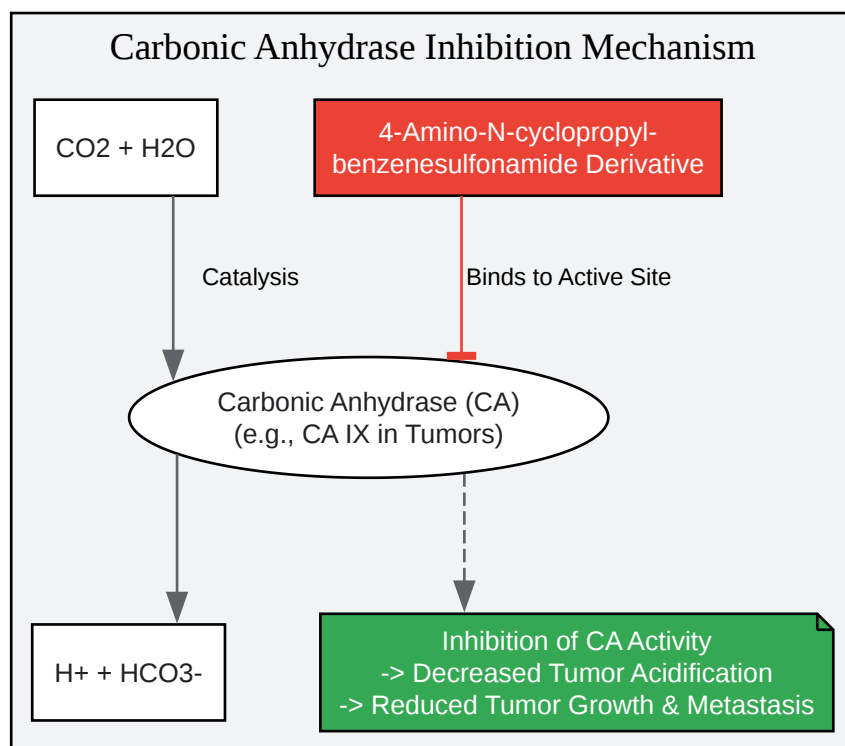 Carbonic Anhydrase Inhibition Mechanism
CO2 + H2O
4-Amino-N-cyclopropyl-
benzenesulfonamide Derivative
Catalysis
Binds to Active Site
Carbonic Anhydrase (CA)
(e.g., CA IX in Tumors)
H+ + HCO3-
Inhibition of CA Activity
-> Decreased Tumor Acidification
-> Reduced Tumor Growth & Metastasis